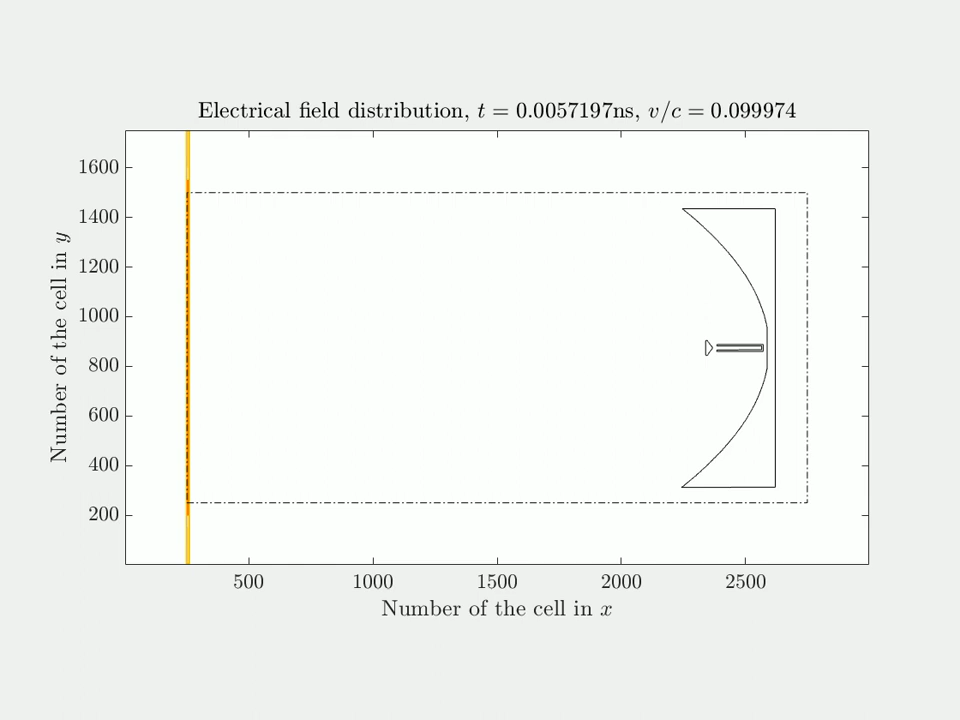 Electrical field distribution, t = 0.0057197ns, v/c = 0.099974
1600
1400
1200
1000
800
600
400
200
Number of the cell in y
500 1000 1500 2000 2500
Number of the cell in x